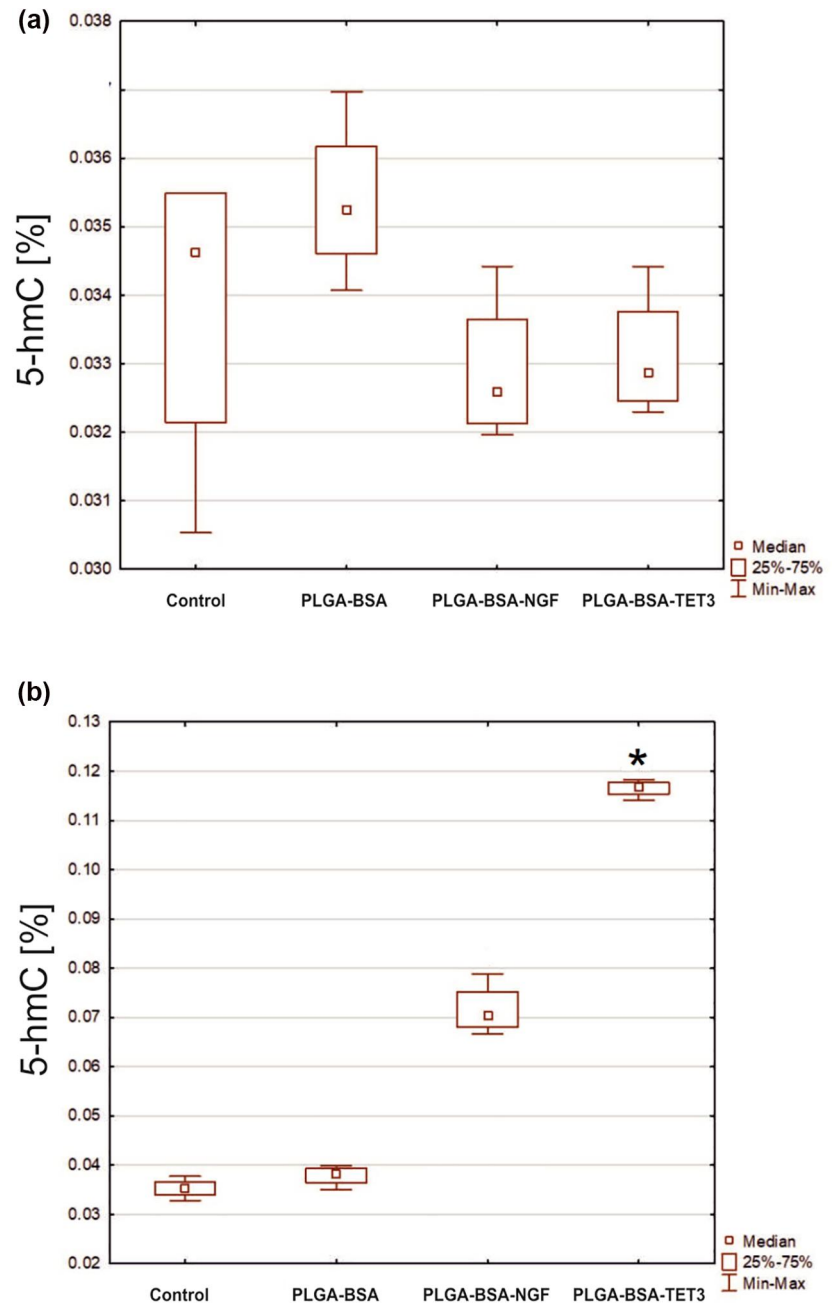 (a)
0.038
0.036
0.035
0.034
0.033
0.032
0.031
0.030
5-hmC [%]
Control PLGA-BSA PLGA-BSA-NGF PLGA-BSA-TET3
Median
25%-75%
Min-Max
(b)
0.13
0.12
0.11
0.10
0.09
0.08
0.07
0.06
0.05
0.04
0.03
0.02
5-hmC [%]
*
Control PLGA-BSA PLGA-BSA-NGF PLGA-BSA-TET3
Median
25%-75%
Min-Max